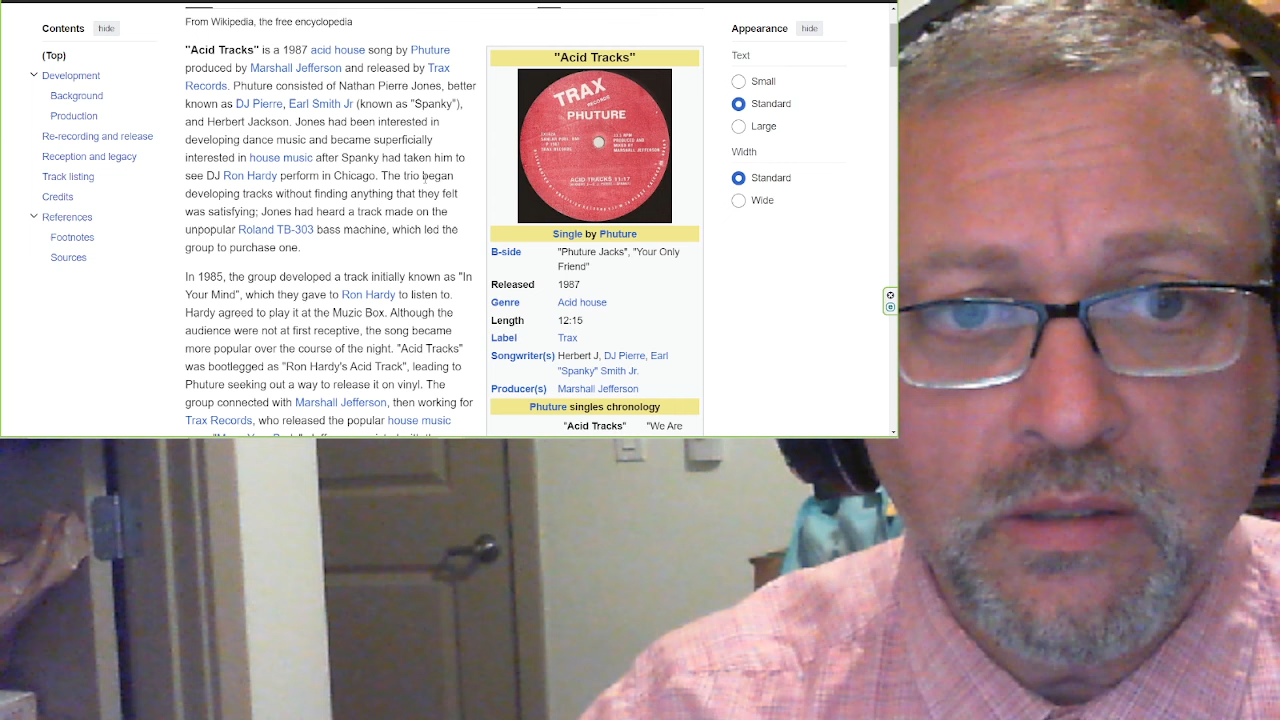 Contents hide
(Top)
Development
Background
Production
Re-recording and release
Reception and legacy
Track listing
Credits
References
Footnotes
Sources
From Wikipedia, the free encyclopedia
"Acid Tracks" is a 1987 acid house song by Phuture
produced by Marshall Jefferson and released by Trax
Records. Phuture consisted of Nathan Pierre Jones, better
known as DJ Pierre, Earl Smith Jr (known as "Spanky"),
and Herbert Jackson. Jones had been interested in
developing dance music and became superficially
interested in house music after Spanky had taken him to
see DJ Ron Hardy perform in Chicago. The trio began
developing tracks without finding anything that they felt
was satisfying; Jones had heard a track made on the
unpopular Roland TB-303 bass machine, which led the
group to purchase one.
In 1985, the group developed a track initially known as "In
Your Mind", which they gave to Ron Hardy to listen to.
Hardy agreed to play it at the Muzic Box. Although the
audience were not at first receptive, the song became
more popular over the course of the night. "Acid Tracks"
was bootlegged as "Ron Hardy's Acid Track", leading to
Phuture seeking out a way to release it on vinyl. The
group connected with Marshall Jefferson, then working for
Trax Records, who released the popular house music
"Acid Tracks"
TRAX
RECORDS
PHUTURE
ACID TRACKS 11:17
Single by Phuture
B-side "Phuture Jacks", "Your Only
Friend"
Released 1987
Genre Acid house
Length 12:15
Label Trax
Songwriter(s) Herbert J, DJ Pierre, Earl
"Spanky" Smith Jr.
Producer(s) Marshall Jefferson
Phuture singles chronology
"Acid Tracks" "We Are
Appearance hide
Text
Small
Standard
Large
Width
Standard
Wide